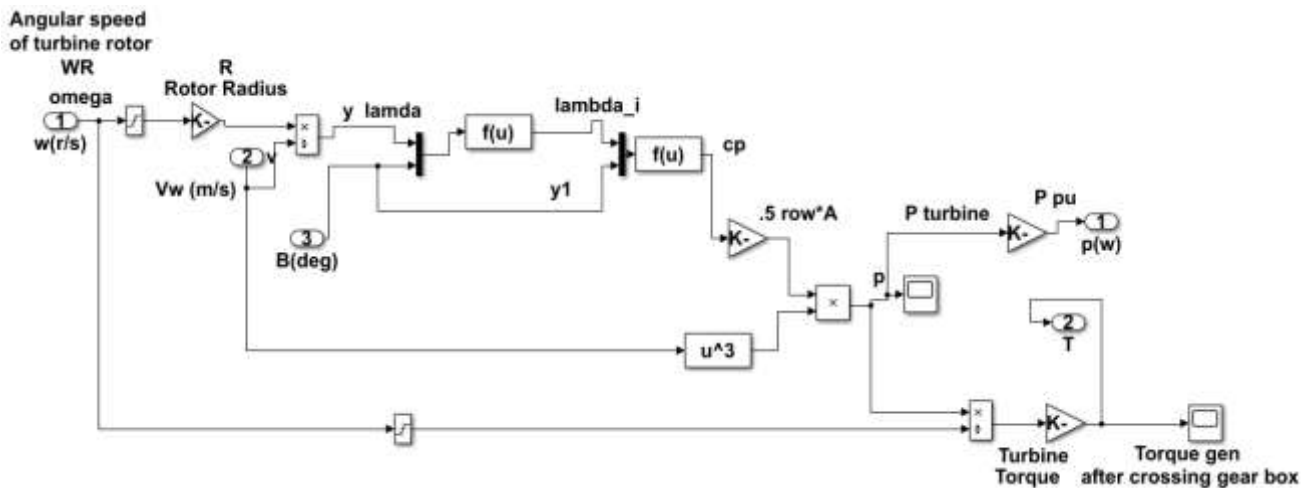 Angular speed
of turbine rotor
WR
omega
1
w(r/s)
R
Rotor Radius
K-
×
÷
2
v
Vw (m/s)
y lamda
3
B(deg)
f(u)
lambda_i
y1
f(u)
cp
.5 row*A
K-
u^3
×
p
P turbine
P pu
K-
1
p(w)
2
T
×
÷
K-
Turbine
Torque
Torque gen
after crossing gear box